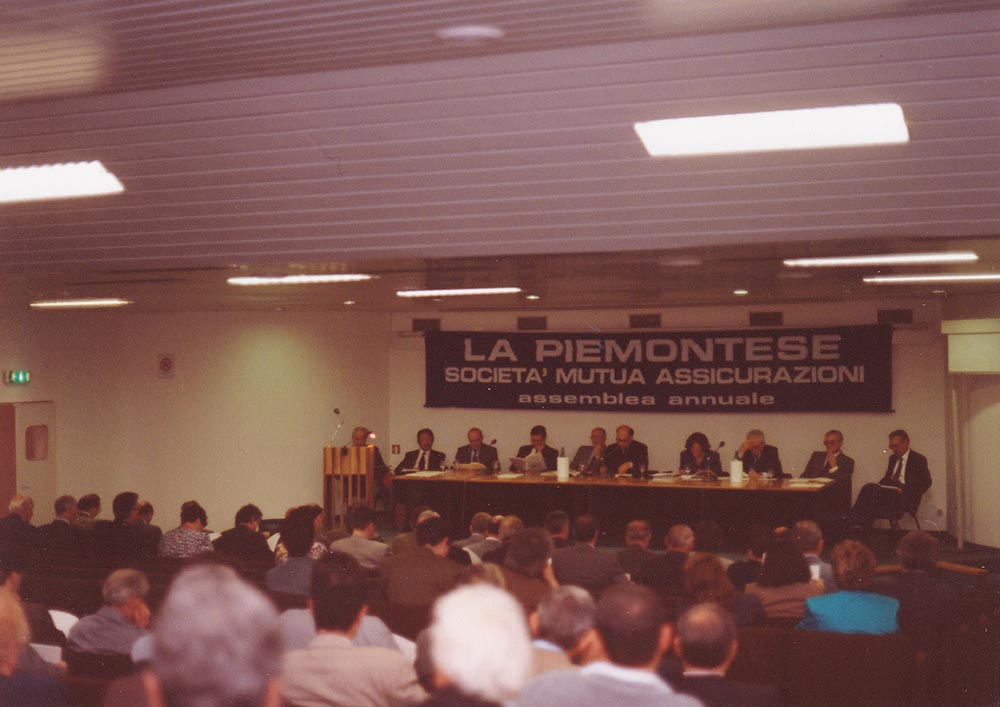 LA PIEMONTESE
SOCIETA' MUTUA ASSICURAZIONI
assemblea annuale